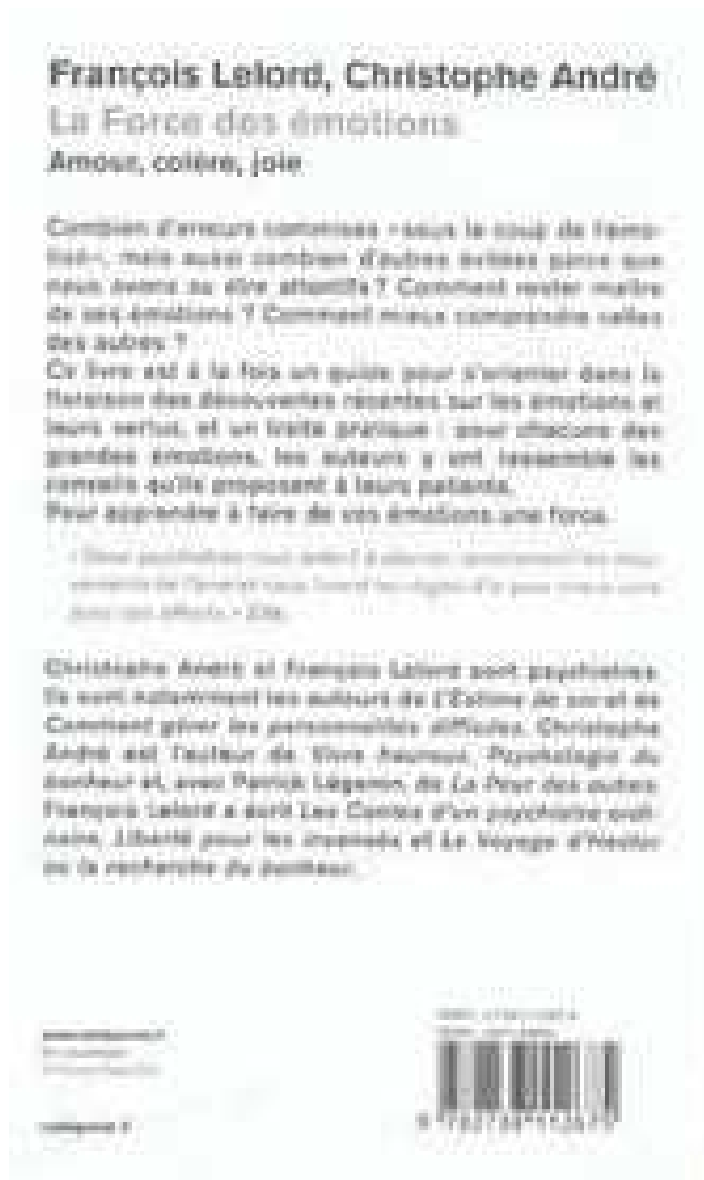 François Lelord, Christophe André
La Force des émotions
Amour, colère, joie
Combien d'erreurs commises «sous le coup de l'émo-
tion», mais aussi combien d'autres évitées parce que
nous avons su être attentifs ? Comment rester maître
de ses émotions ? Comment mieux comprendre celles
des autres ?
Ce livre est à la fois un guide pour s'orienter dans la
floraison des découvertes récentes sur les émotions et
leurs vertus, et un traité pratique : pour chacune des
grandes émotions, les auteurs y ont rassemblé les
conseils qu'ils proposent à leurs patients.
Pour apprendre à faire de vos émotions une force.
Christophe André et François Lelord sont psychiatres.
Ils sont notamment les auteurs de L'Estime de soi et de
Comment gérer les personnalités difficiles. Christophe
André est l'auteur de Vivre heureux. Psychologie du
bonheur et, avec Patrick Légeron, de La Peur des autres.
François Lelord a écrit Les Contes d'un psychiatre ordi-
naire, Liberté pour les insensés et Le Voyage d'Hector
ou la recherche du bonheur.